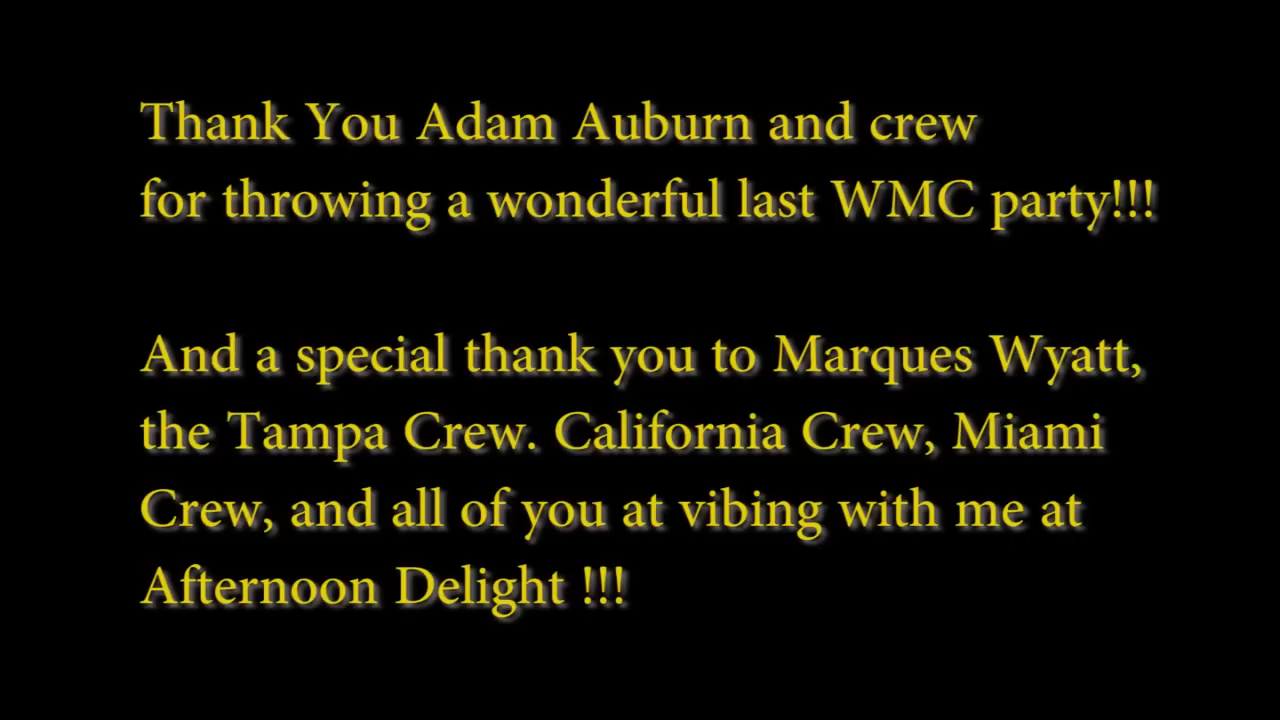 Thank You Adam Auburn and crew
for throwing a wonderful last WMC party!!!
And a special thank you to Marques Wyatt,
the Tampa Crew. California Crew, Miami
Crew, and all of you at vibing with me at
Afternoon Delight !!!